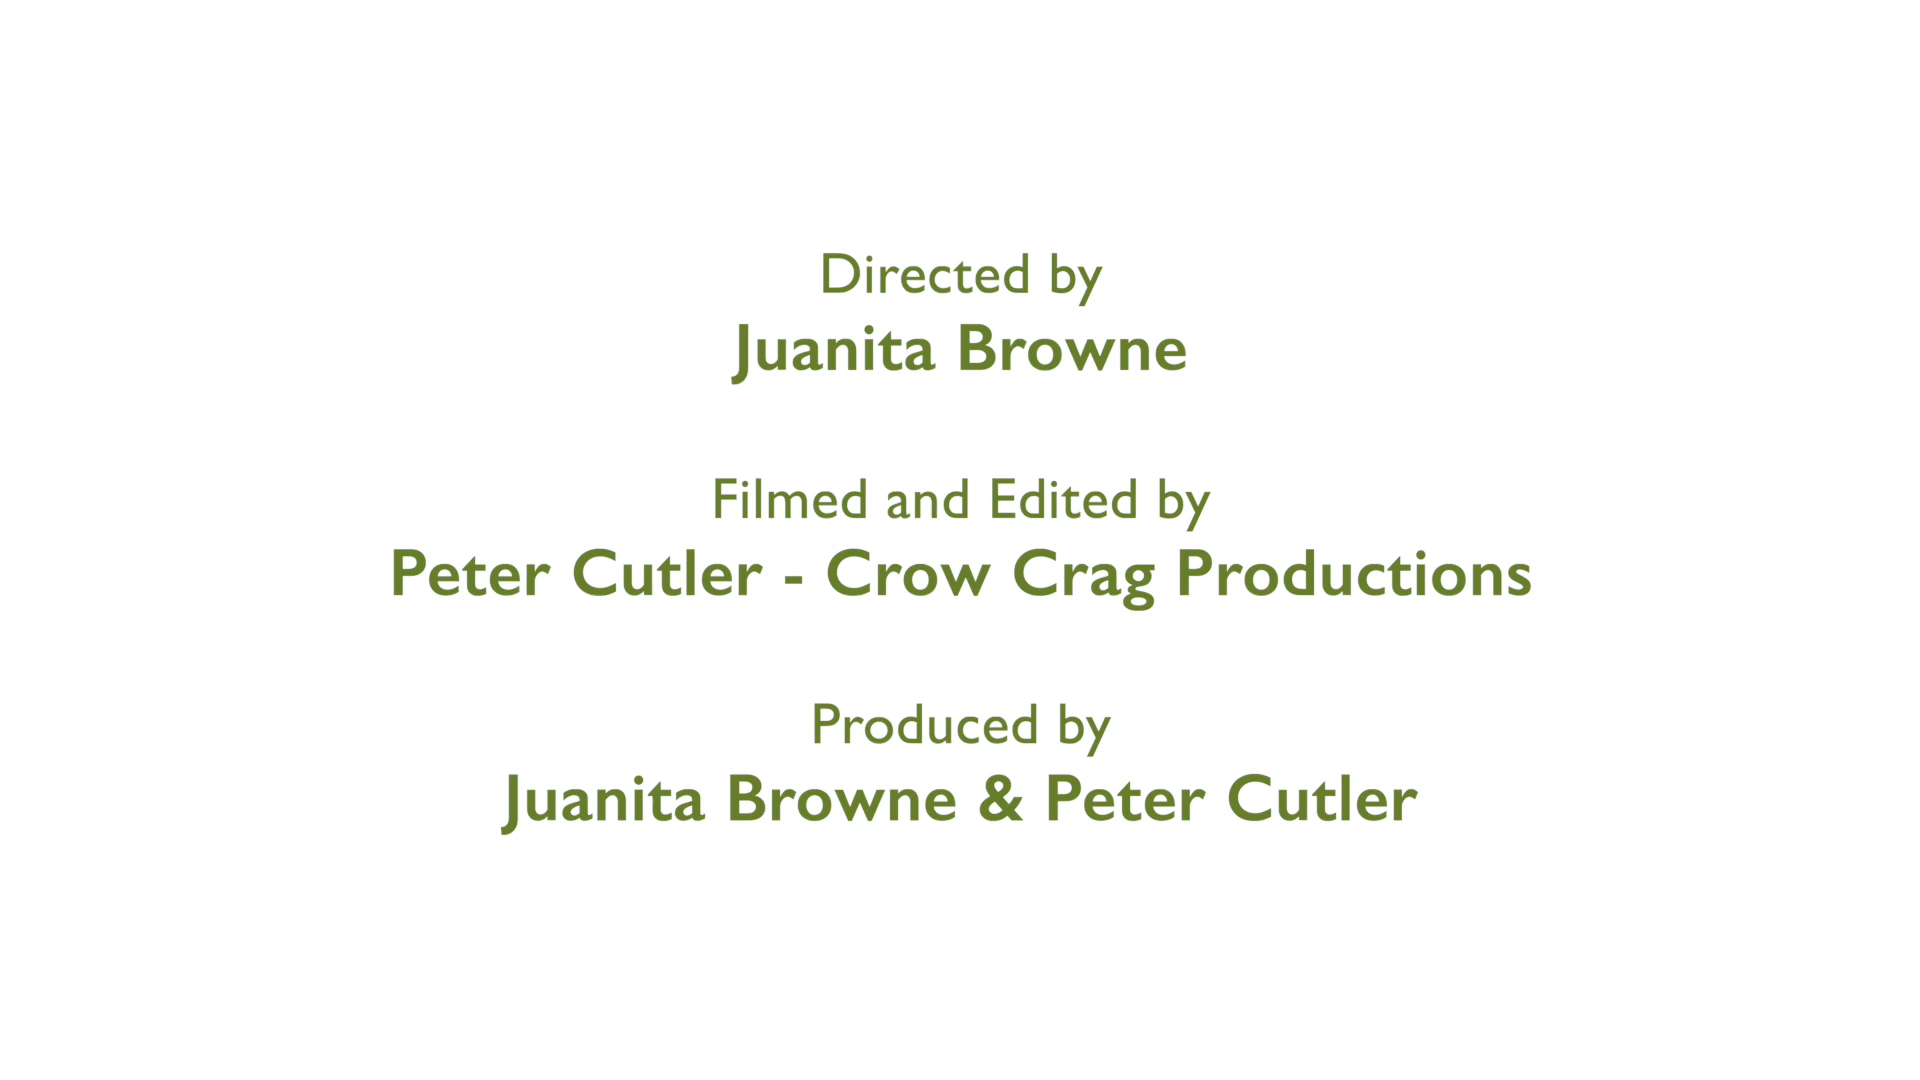 Directed by
Juanita Browne
Filmed and Edited by
Peter Cutler - Crow Crag Productions
Produced by
Juanita Browne & Peter Cutler